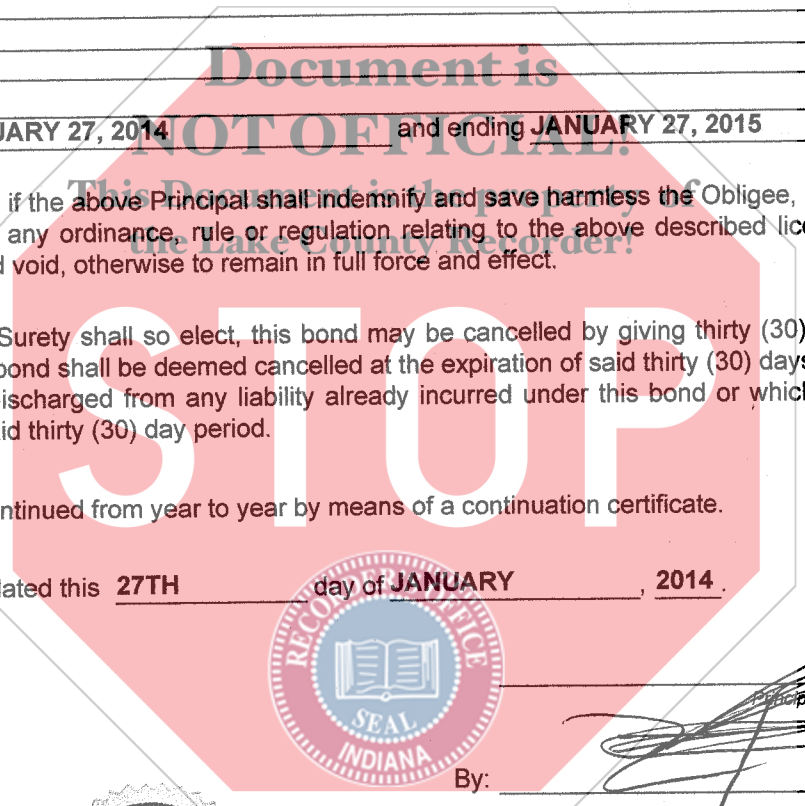 Document is
UARY 27, 2014 and ending JANUARY 27, 2015
NOT OFFICIAL!
if the above Principal shall indemnify and save harmless the Obligee,
This Document is the property of
any ordinance, rule or regulation relating to the above described lic
the Lake County Recorder!
d void, otherwise to remain in full force and effect.
Surety shall so elect, this bond may be cancelled by giving thirty (30)
bond shall be deemed cancelled at the expiration of said thirty (30) days
ischarged from any liability already incurred under this bond or which
id thirty (30) day period.
STOP
ntinued from year to year by means of a continuation certificate.
dated this 27TH day of JANUARY , 2014 .
RECORDER'S OFFICE
SEAL
INDIANA
Princip
By: